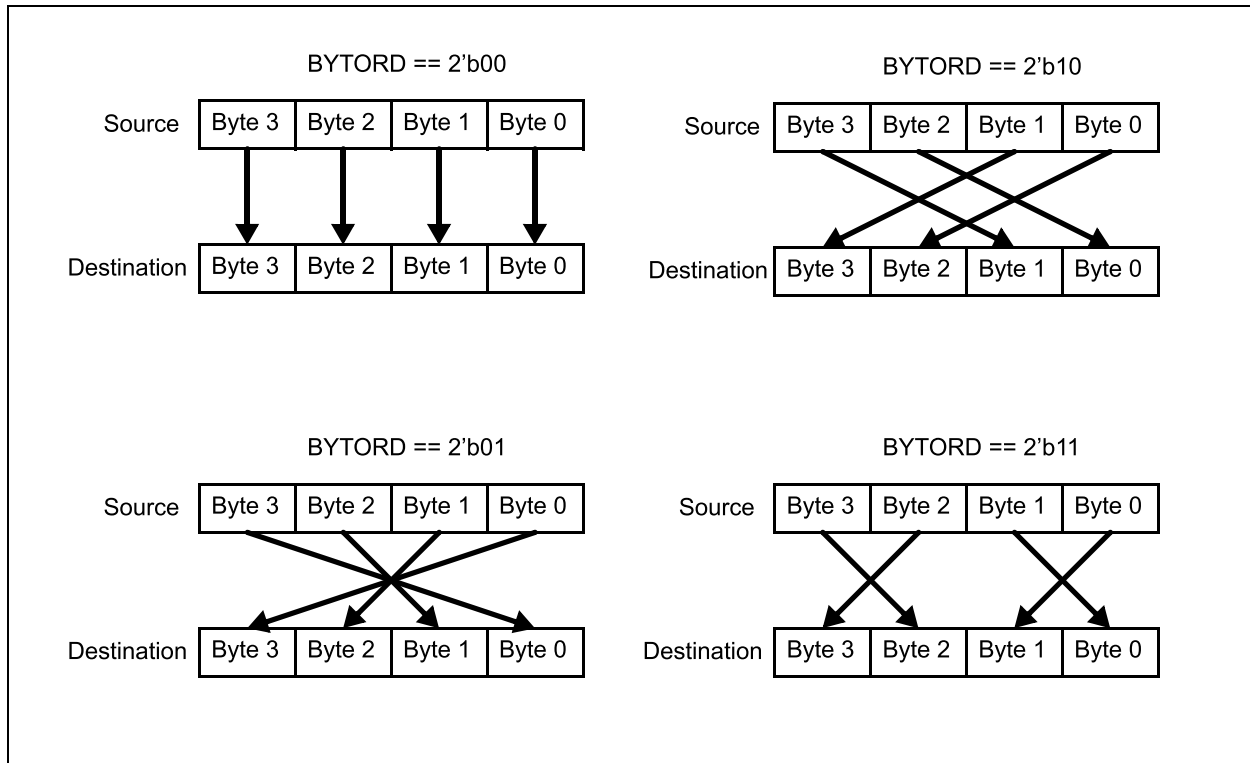 BYTORD == 2'b00
Source Byte 3 Byte 2 Byte 1 Byte 0
Destination Byte 3 Byte 2 Byte 1 Byte 0
BYTORD == 2'b10
Source Byte 3 Byte 2 Byte 1 Byte 0
Destination Byte 3 Byte 2 Byte 1 Byte 0
BYTORD == 2'b01
Source Byte 3 Byte 2 Byte 1 Byte 0
Destination Byte 3 Byte 2 Byte 1 Byte 0
BYTORD == 2'b11
Source Byte 3 Byte 2 Byte 1 Byte 0
Destination Byte 3 Byte 2 Byte 1 Byte 0